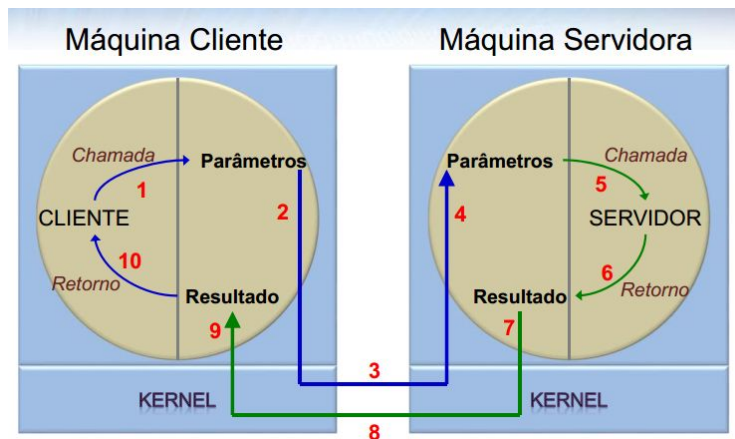 Máquina Cliente
Máquina Servidora
Chamada
Parâmetros
1
2
CLIENTE
10
Retorno
Resultado
9
KERNEL
3
8
Parâmetros
Chamada
4
5
SERVIDOR
6
Resultado
Retorno
7
KERNEL